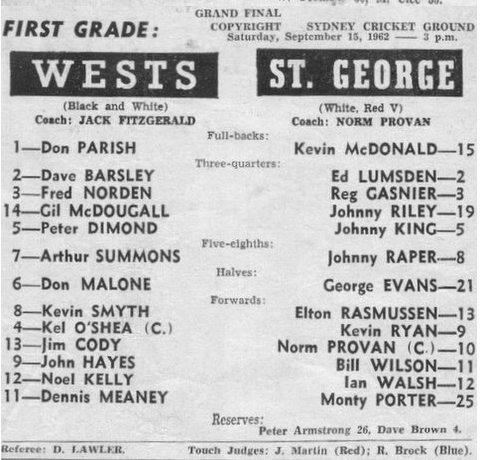 GRAND FINAL
FIRST GRADE: COPYRIGHT SYDNEY CRICKET GROUND
Saturday, September 15, 1962 — 3 p.m.
WESTS ST. GEORGE
(Black and White) (White, Red V)
Coach: JACK FITZGERALD Coach: NORM PROVAN
Full-backs:
1—Don PARISH Kevin McDONALD—15
Three-quarters:
2—Dave BARSLEY Ed LUMSDEN—2
3—Fred NORDEN Reg GASNIER—3
14—Gil McDOUGALL Johnny RILEY—19
5—Peter DIMOND Johnny KING—5
Five-eighths:
7—Arthur SUMMONS Johnny RAPER—8
Halves:
6—Don MALONE George EVANS—21
Forwards:
8—Kevin SMYTH Elton RASMUSSEN—13
4—Kel O'SHEA (C.) Kevin RYAN—9
13—Jim CODY Norm PROVAN (C.)—10
9—John HAYES Bill WILSON—11
12—Noel KELLY Ian WALSH—12
11—Dennis MEANEY Monty PORTER—25
Reserves:
Peter Armstrong 26, Dave Brown 4.
Referee: D. LAWLER. Touch Judges: J. Martin (Red); R. Brock (Blue).